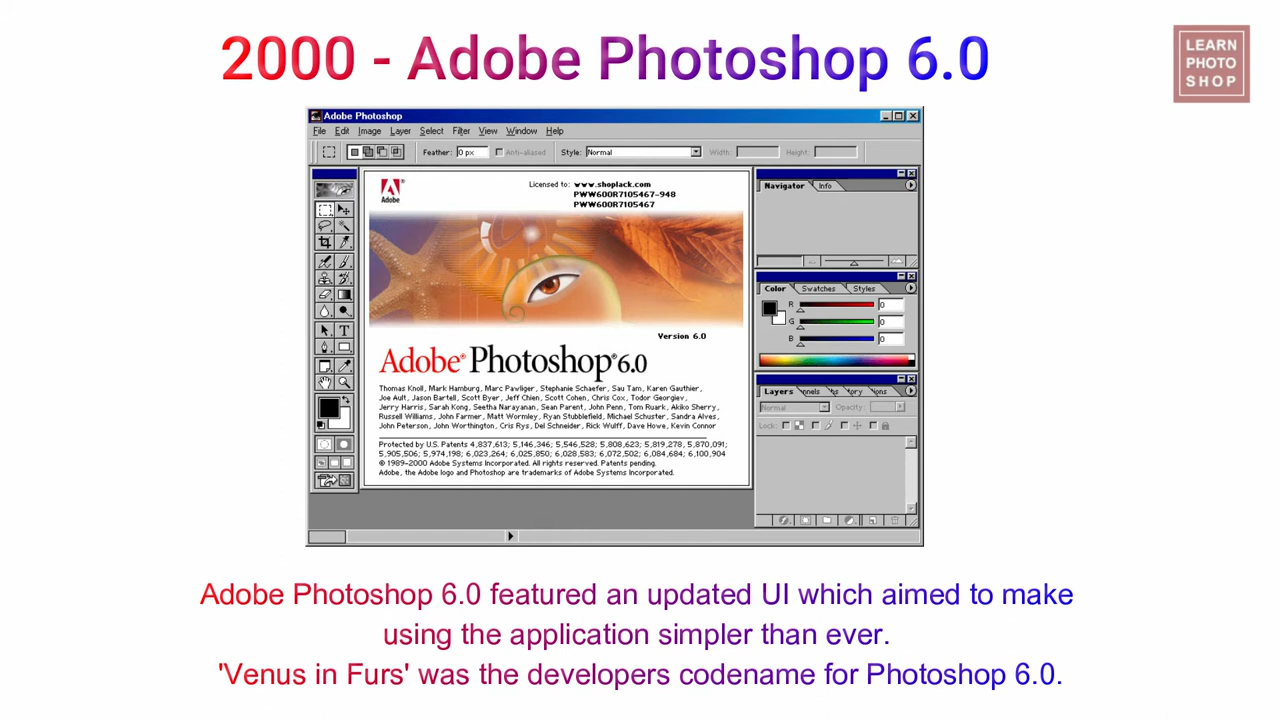 2000 - Adobe Photoshop 6.0
LEARN
PHOTO
SHOP
Adobe Photoshop
File Edit Image Layer Select Filter View Window Help
Feather: 0 px Anti-aliased Style: Normal Width: Height:
Adobe
Licensed to: www.shoplack.com
PWW600R7105467-948
PWW600R7105467
Navigator Info
Version 6.0
Adobe® Photoshop® 6.0
Thomas Knoll, Mark Hamburg, Marc Pawliger, Stephanie Schaefer, Sau Tam, Karen Gauthier,
Joe Ault, Jason Bartell, Scott Byer, Jeff Chien, Scott Cohen, Chris Cox, Todor Georgiev,
Jerry Harris, Sarah Kong, Seetha Narayanan, Sean Parent, John Penn, Tom Ruark, Akiko Sherry,
Russell Williams, John Farmer, Matt Wormley, Ryan Stubblefield, Michael Schuster, Sandra Alves,
John Peterson, John Worthington, Cris Rys, Del Schneider, Rick Wulff, Dave Howe, Kevin Connor
Protected by U.S. Patents 4,837,613; 5,146,346; 5,546,528; 5,808,623; 5,819,278, 5,870,091;
5,905,506; 5,974,198; 6,023,264; 6,025,850; 6,028,583; 6,072,502; 6,084,684; 6,100,904
© 1989-2000 Adobe Systems Incorporated. All rights reserved. Patents pending.
Adobe, the Adobe logo and Photoshop are trademarks of Adobe Systems Incorporated.
Color Swatches Styles
R 0
G 0
B 0
Layers nnels ths tory ions
Normal Opacity:
Lock:
Adobe Photoshop 6.0 featured an updated UI which aimed to make
using the application simpler than ever.
'Venus in Furs' was the developers codename for Photoshop 6.0.